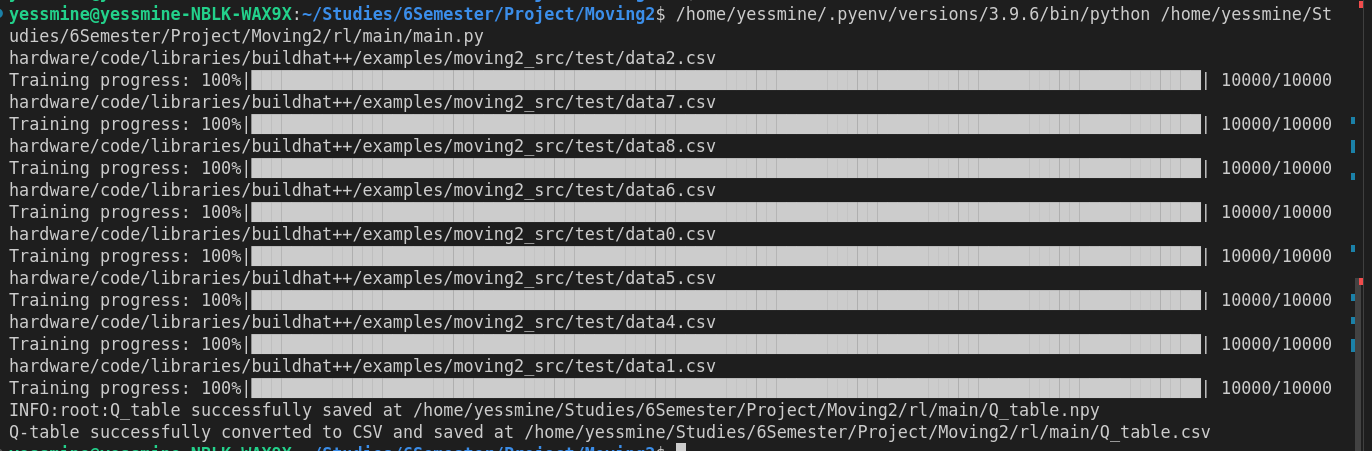 yessmine@yessmine-NBLK-WAX9X:~/Studies/6Semester/Project/Moving2$ /home/yessmine/.pyenv/versions/3.9.6/bin/python /home/yessmine/St
udies/6Semester/Project/Moving2/rl/main/main.py
hardware/code/libraries/buildhat++/examples/moving2_src/test/data2.csv
Training progress: 100%| | 10000/10000
hardware/code/libraries/buildhat++/examples/moving2_src/test/data7.csv
Training progress: 100%| | 10000/10000
hardware/code/libraries/buildhat++/examples/moving2_src/test/data8.csv
Training progress: 100%| | 10000/10000
hardware/code/libraries/buildhat++/examples/moving2_src/test/data6.csv
Training progress: 100%| | 10000/10000
hardware/code/libraries/buildhat++/examples/moving2_src/test/data0.csv
Training progress: 100%| | 10000/10000
hardware/code/libraries/buildhat++/examples/moving2_src/test/data5.csv
Training progress: 100%| | 10000/10000
hardware/code/libraries/buildhat++/examples/moving2_src/test/data4.csv
Training progress: 100%| | 10000/10000
hardware/code/libraries/buildhat++/examples/moving2_src/test/data1.csv
Training progress: 100%| | 10000/10000
INFO:root:Q_table successfully saved at /home/yessmine/Studies/6Semester/Project/Moving2/rl/main/Q_table.npy
Q-table successfully converted to CSV and saved at /home/yessmine/Studies/6Semester/Project/Moving2/rl/main/Q_table.csv
yessmine@yessmine-NBLK-WAX9X:~/Studies/6Semester/Project/Moving2$